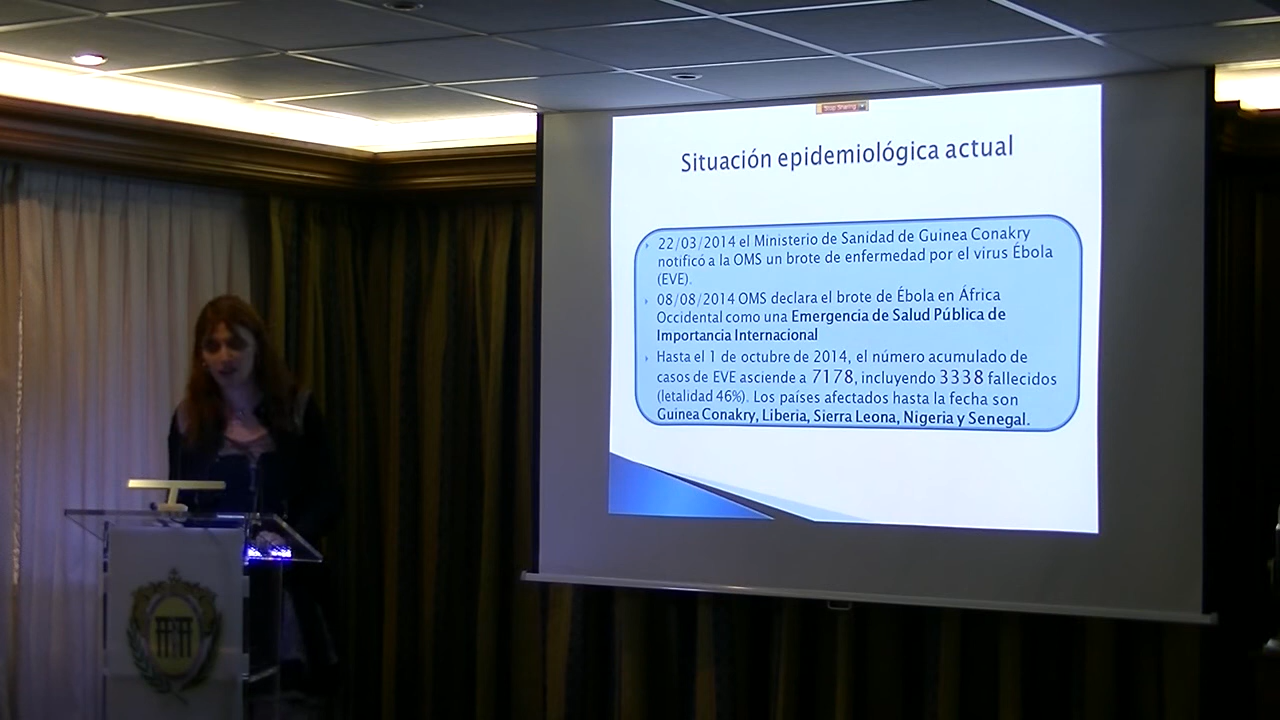 Stop Sharing
Situación epidemiológica actual
22/03/2014 el Ministerio de Sanidad de Guinea Conakry
notificó a la OMS un brote de enfermedad por el virus Ébola
(EVE).
08/08/2014 OMS declara el brote de Ébola en África
Occidental como una Emergencia de Salud Pública de
Importancia Internacional
Hasta el 1 de octubre de 2014, el número acumulado de
casos de EVE asciende a 7178, incluyendo 3338 fallecidos
(letalidad 46%). Los países afectados hasta la fecha son
Guinea Conakry, Liberia, Sierra Leona, Nigeria y Senegal.